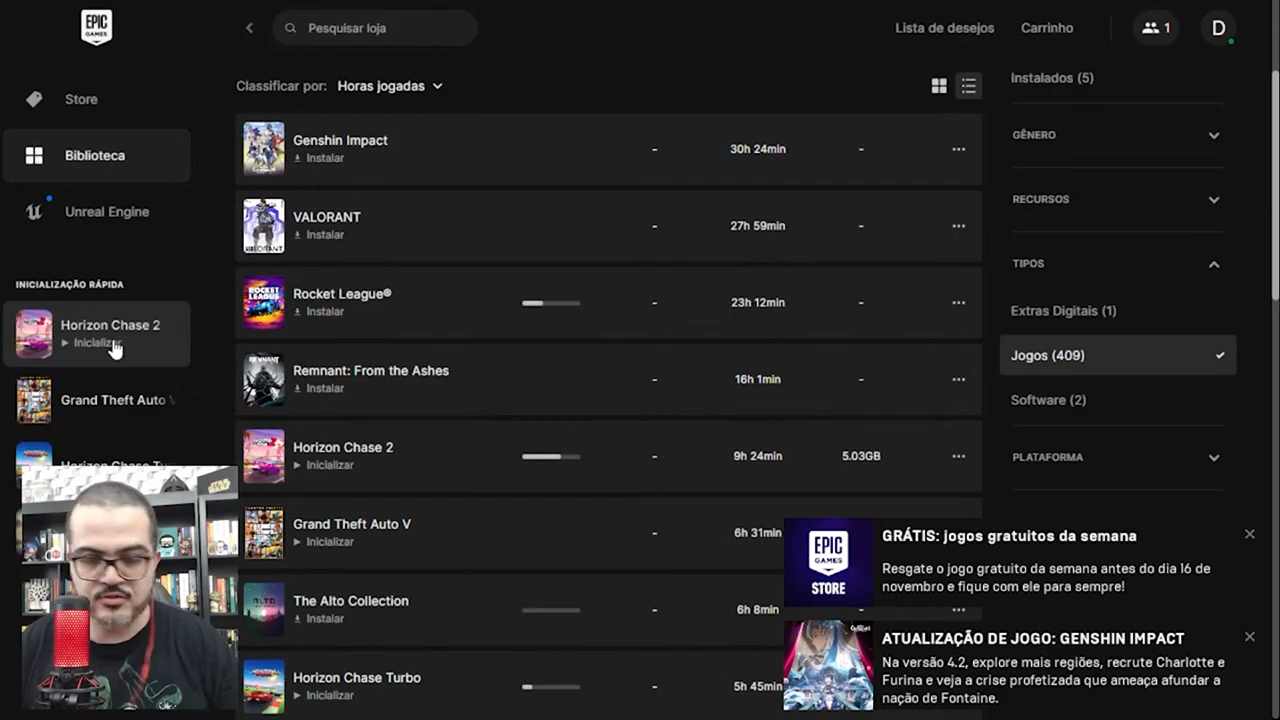 EPIC GAMES
Pesquisar loja
Lista de desejos
Carrinho
1
D
Store
Biblioteca
Unreal Engine
INICIALIZAÇÃO RÁPIDA
Horizon Chase 2
Inicializar
Grand Theft Auto V
Classificar por: Horas jogadas
Genshin Impact
Instalar
- 30h 24min -
VALORANT
Instalar
- 27h 59min -
Rocket League®
Instalar
- 23h 12min -
Remnant: From the Ashes
Instalar
- 16h 1min -
Horizon Chase 2
Inicializar
- 9h 24min 5.03GB
Grand Theft Auto V
Inicializar
- 6h 31min
The Alto Collection
Instalar
- 6h 8min -
Horizon Chase Turbo
Inicializar
- 5h 45min
Instalados (5)
GÊNERO
RECURSOS
TIPOS
Extras Digitais (1)
Jogos (409)
Software (2)
PLATAFORMA
EPIC GAMES STORE
GRÁTIS: jogos gratuitos da semana
Resgate o jogo gratuito da semana antes do dia 16 de
novembro e fique com ele para sempre!
ATUALIZAÇÃO DE JOGO: GENSHIN IMPACT
Na versão 4.2, explore mais regiões, recrute Charlotte e
Furina e veja a crise profetizada que ameaça afundar a
nação de Fontaine.